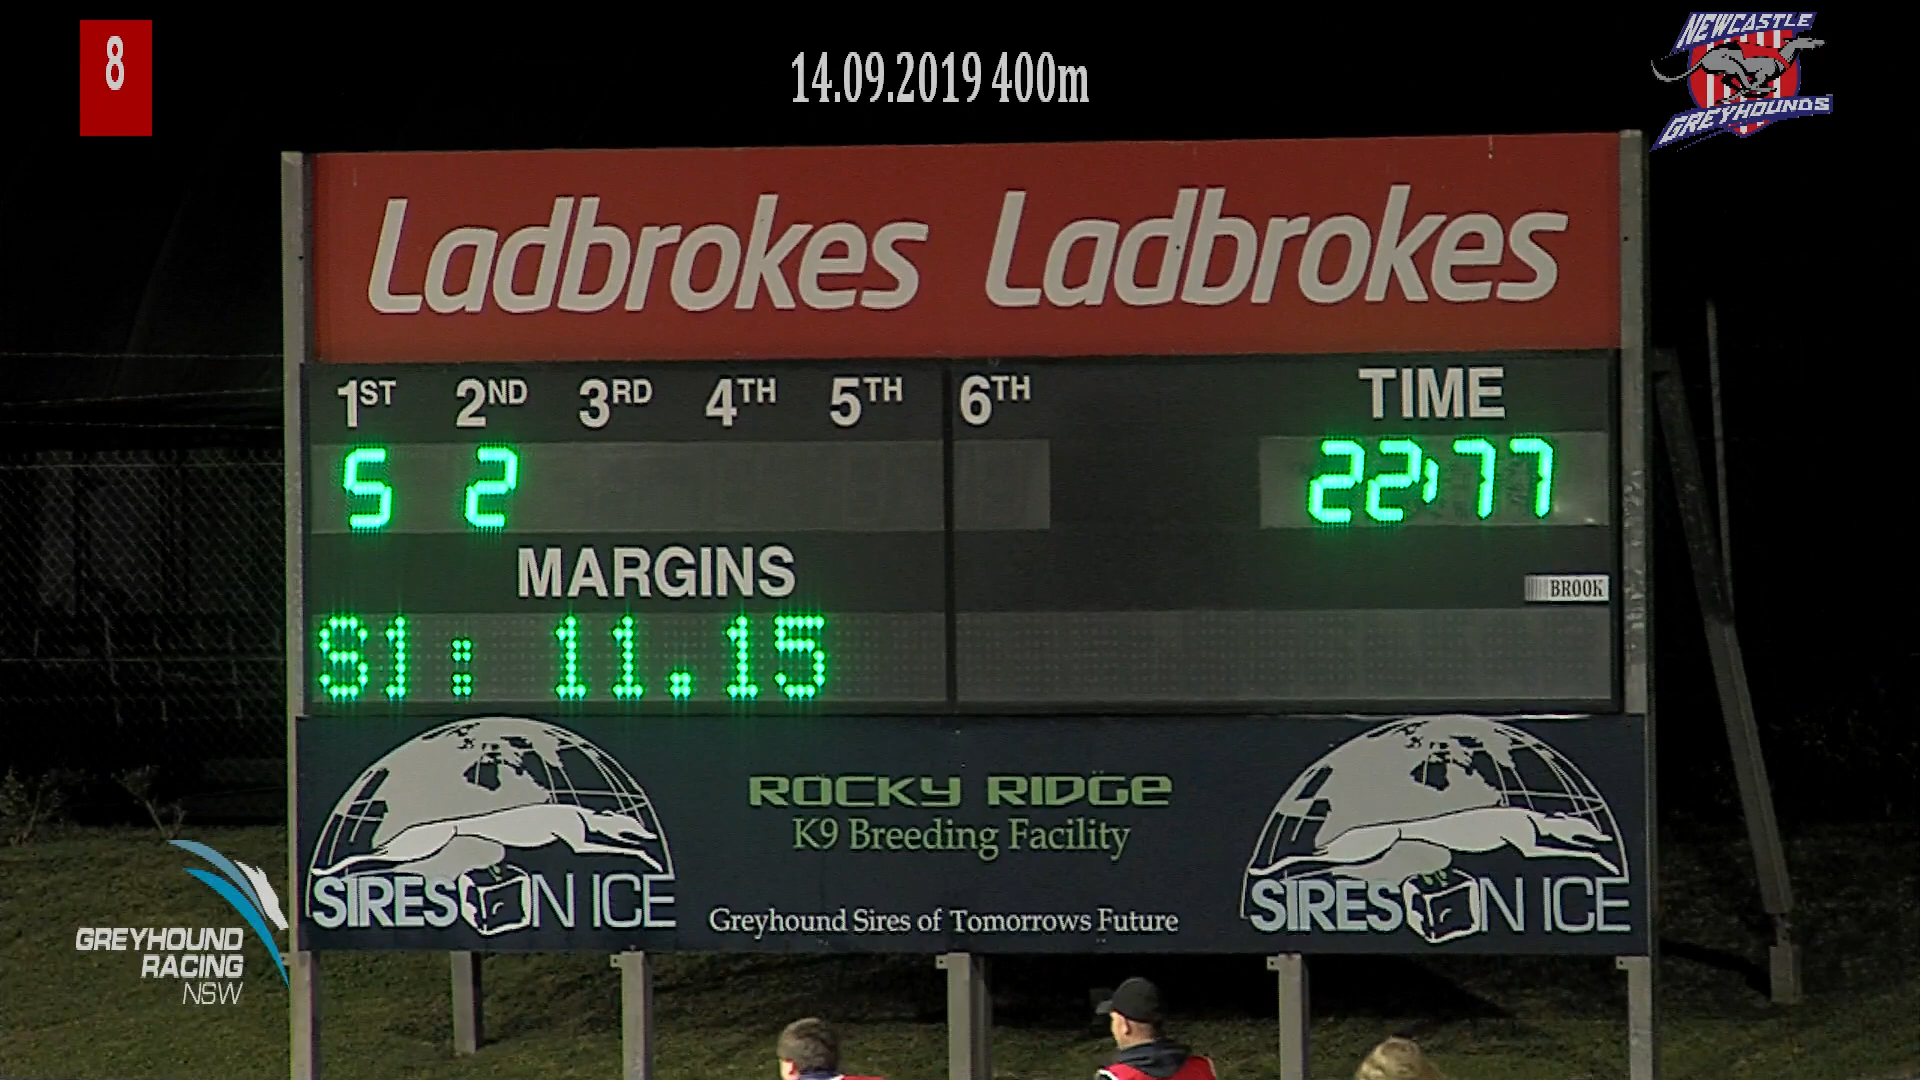 8
14.09.2019 400m
NEWCASTLE
GREYHOUNDS
Ladbrokes Ladbrokes
1ST 2ND 3RD 4TH 5TH 6TH TIME
5 2 22,77
MARGINS
BROOK
S1: 11.15
ROCKY RIDGE
K9 Breeding Facility
SIRES ON ICE
Greyhound Sires of Tomorrows Future
SIRES ON ICE
GREYHOUND
RACING
NSW